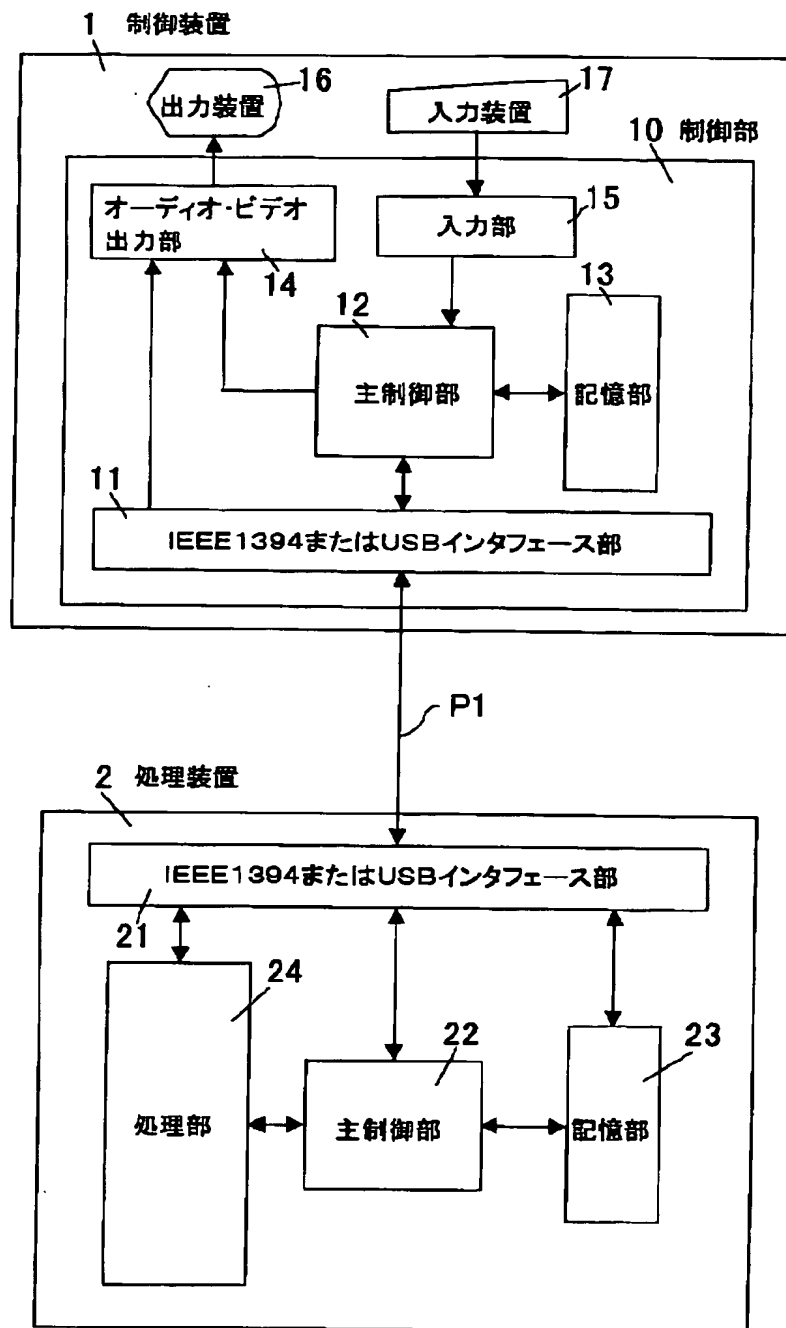 1 制御装置
16
出力装置
17
入力装置
10 制御部
オーディオ・ビデオ
出力部
14
15
入力部
12
主制御部
13
記憶部
11
IEEE1394またはUSBインタフェース部
P1
2 処理装置
IEEE1394またはUSBインタフェース部
21
24
処理部
22
主制御部
23
記憶部